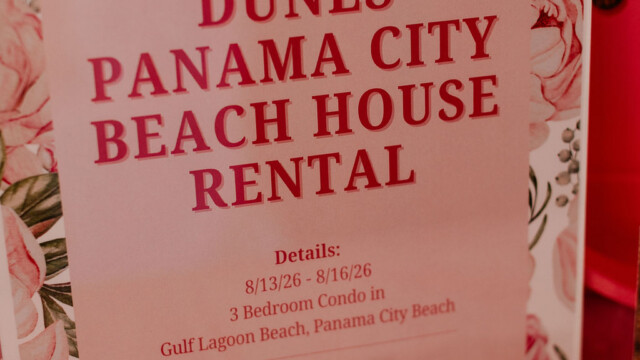 DUNES
PANAMA CITY
BEACH HOUSE
RENTAL
Details:
8/13/26 - 8/16/26
3 Bedroom Condo in
Gulf Lagoon Beach, Panama City Beach